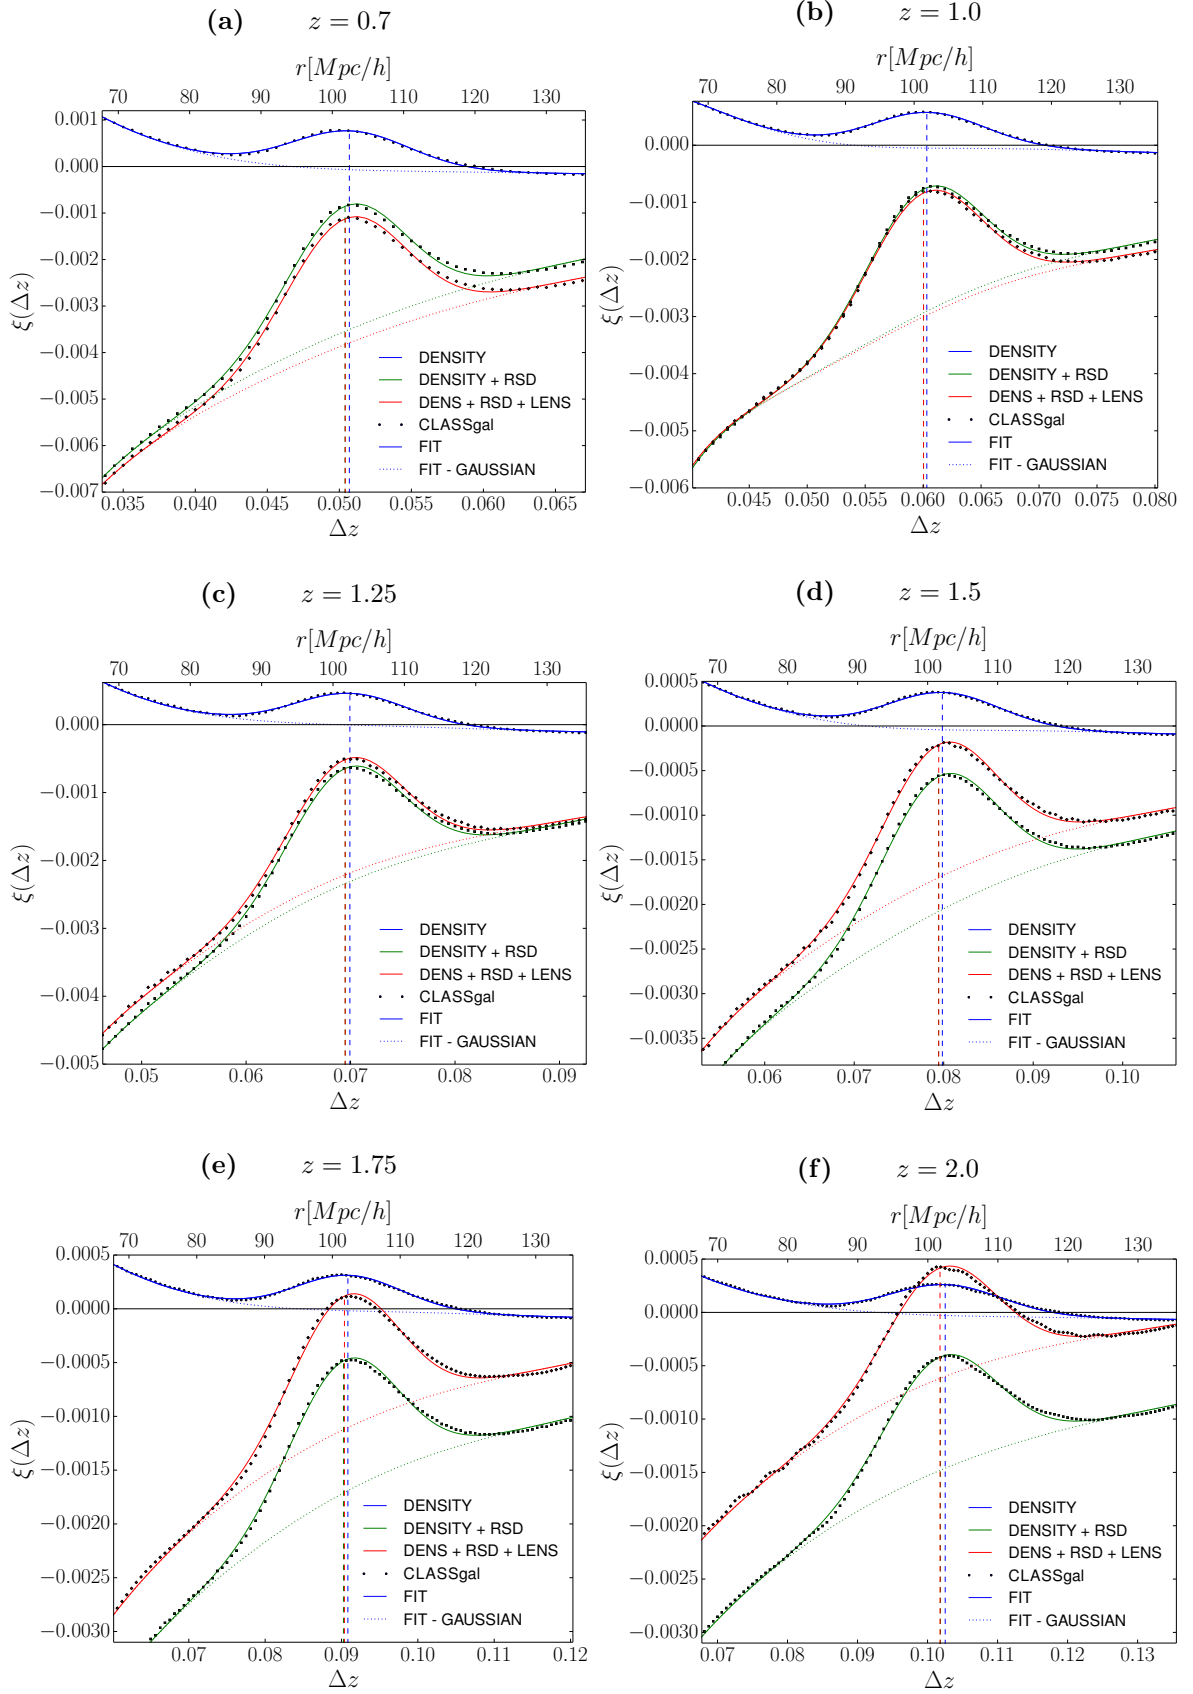 (a) z = 0.7
r[Mpc/h]
70 80 90 100 110 120 130
0.001
0.000
−0.001
−0.002
−0.003
−0.004
−0.005
−0.006
−0.007
ξ(Δz)
DENSITY
DENSITY + RSD
DENS + RSD + LENS
CLASSgal
FIT
FIT - GAUSSIAN
0.035 0.040 0.045 0.050 0.055 0.060 0.065
Δz
(b) z = 1.0
r[Mpc/h]
70 80 90 100 110 120 130
0.000
−0.001
−0.002
−0.003
−0.004
−0.005
−0.006
ξ(Δz)
DENSITY
DENSITY + RSD
DENS + RSD + LENS
CLASSgal
FIT
FIT - GAUSSIAN
0.045 0.050 0.055 0.060 0.065 0.070 0.075 0.080
Δz
(c) z = 1.25
r[Mpc/h]
70 80 90 100 110 120 130
0.000
−0.001
−0.002
−0.003
−0.004
−0.005
ξ(Δz)
DENSITY
DENSITY + RSD
DENS + RSD + LENS
CLASSgal
FIT
FIT - GAUSSIAN
0.05 0.06 0.07 0.08 0.09
Δz
(d) z = 1.5
r[Mpc/h]
70 80 90 100 110 120 130
0.0005
0.0000
−0.0005
−0.0010
−0.0015
−0.0020
−0.0025
−0.0030
−0.0035
ξ(Δz)
DENSITY
DENSITY + RSD
DENS + RSD + LENS
CLASSgal
FIT
FIT - GAUSSIAN
0.06 0.07 0.08 0.09 0.10
Δz
(e) z = 1.75
r[Mpc/h]
70 80 90 100 110 120 130
0.0005
0.0000
−0.0005
−0.0010
−0.0015
−0.0020
−0.0025
−0.0030
ξ(Δz)
DENSITY
DENSITY + RSD
DENS + RSD + LENS
CLASSgal
FIT
FIT - GAUSSIAN
0.07 0.08 0.09 0.10 0.11 0.12
Δz
(f) z = 2.0
r[Mpc/h]
70 80 90 100 110 120 130
0.0005
0.0000
−0.0005
−0.0010
−0.0015
−0.0020
−0.0025
−0.0030
ξ(Δz)
DENSITY
DENSITY + RSD
DENS + RSD + LENS
CLASSgal
FIT
FIT - GAUSSIAN
0.07 0.08 0.09 0.10 0.11 0.12 0.13
Δz